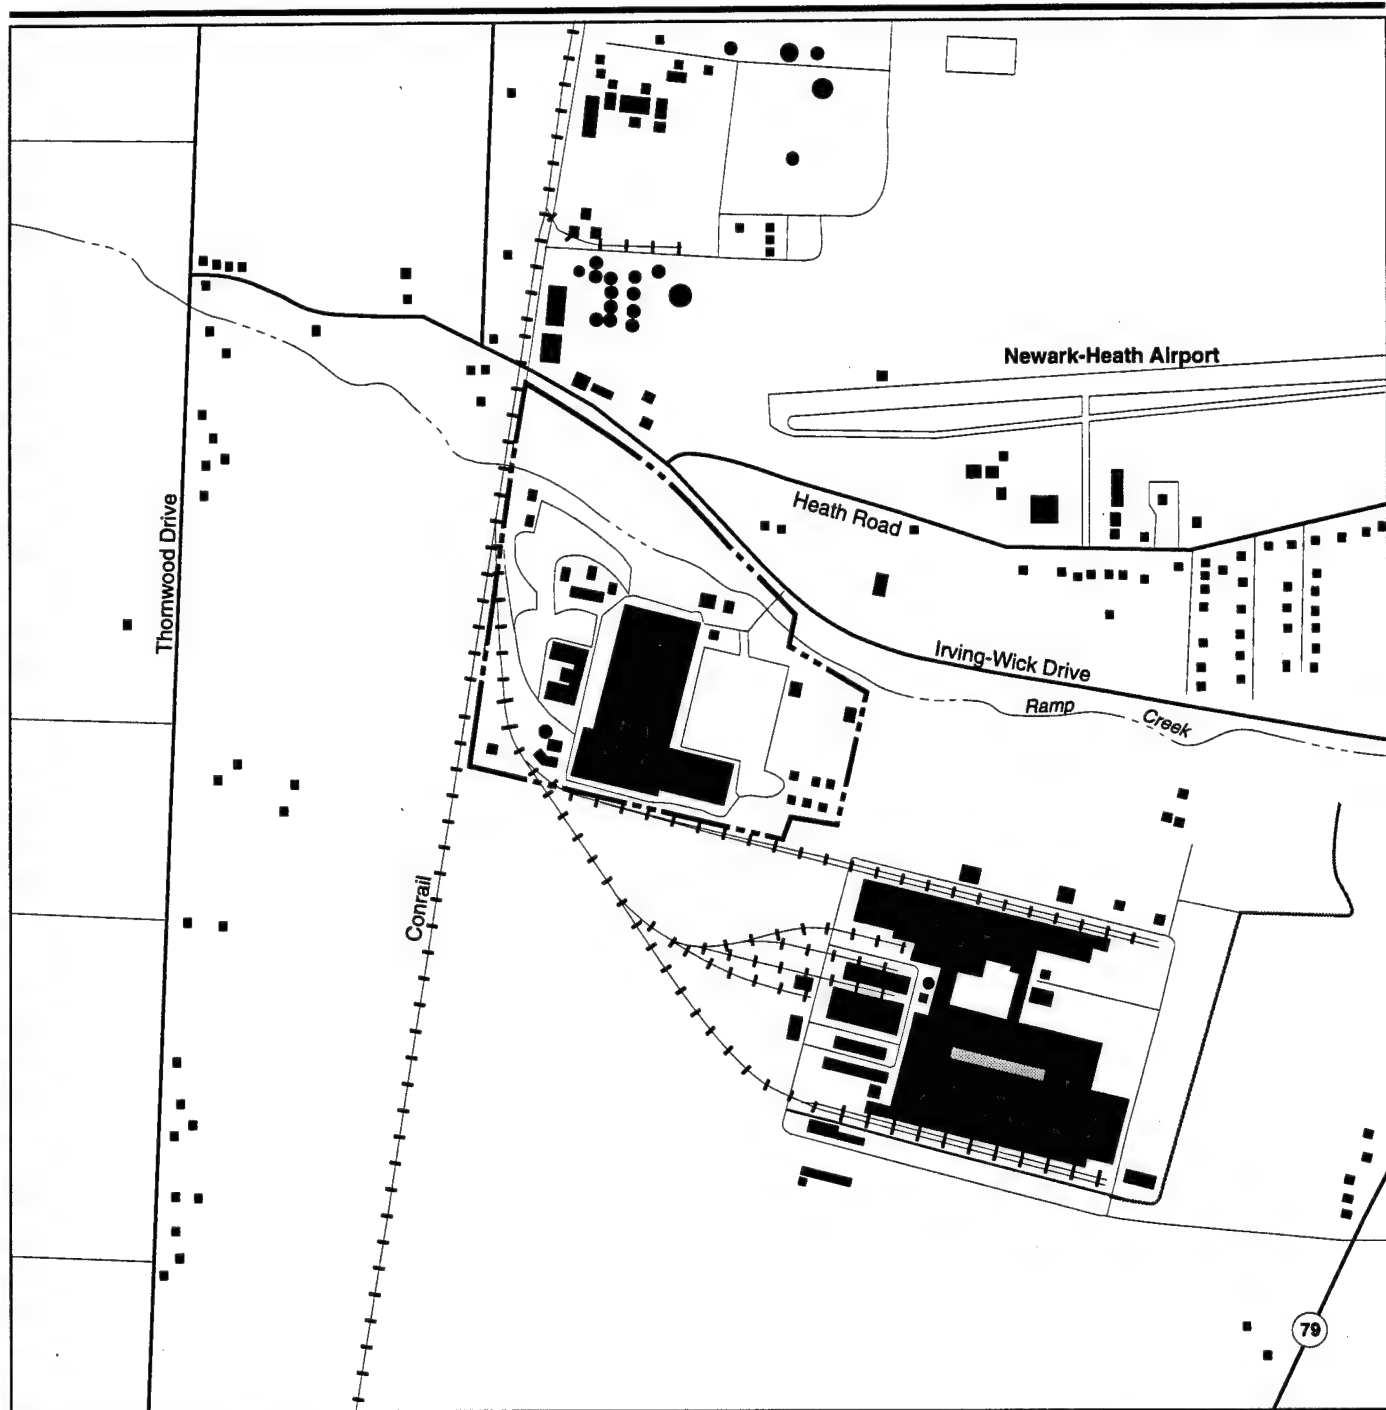 Newark-Heath Airport
Heath Road
Thornwood Drive
Irving-Wick Drive
Ramp Creek
Conrail
79